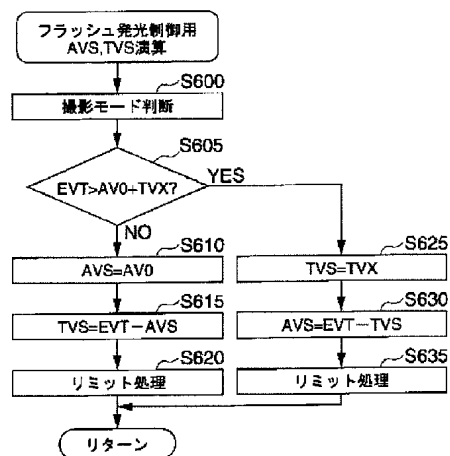 フラッシュ発光制御用
AVS,TVS演算
S600
撮影モード判断
S605
EVT>AV0+TVX?
YES
NO
S610
AVS=AV0
S615
TVS=EVT−AVS
S620
リミット処理
S625
TVS=TVX
S630
AVS=EVT−TVS
S635
リミット処理
リターン